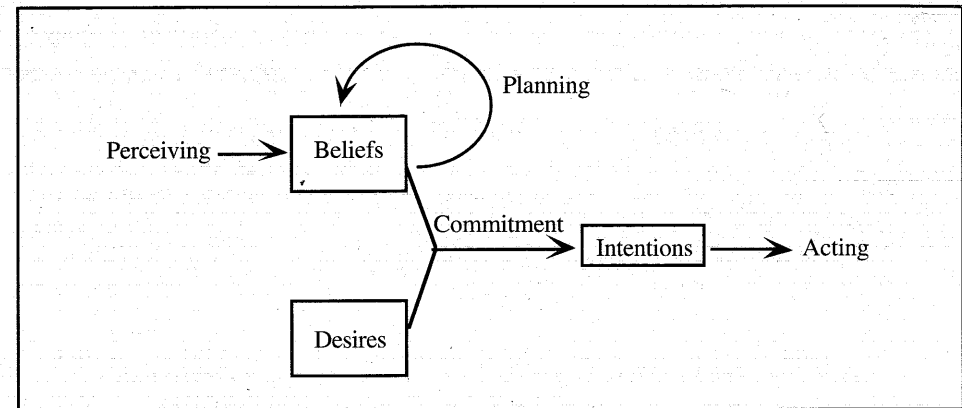 Planning
Perceiving
Beliefs
Commitment
Intentions
Acting
Desires